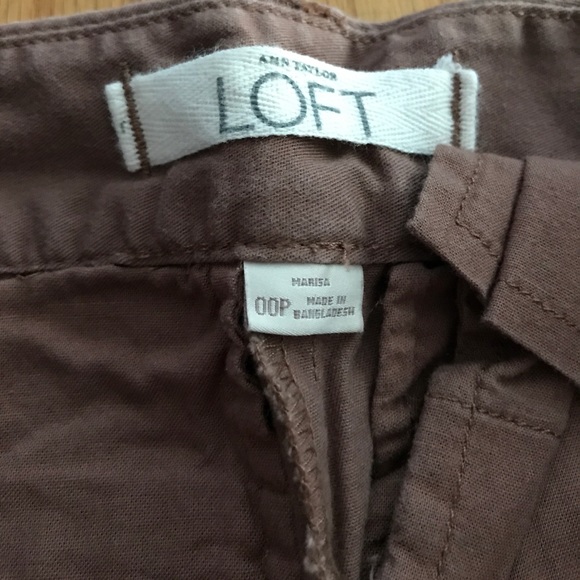 ANN TAYLOR
LOFT
MARISA
00P MADE IN
BANGLADESH